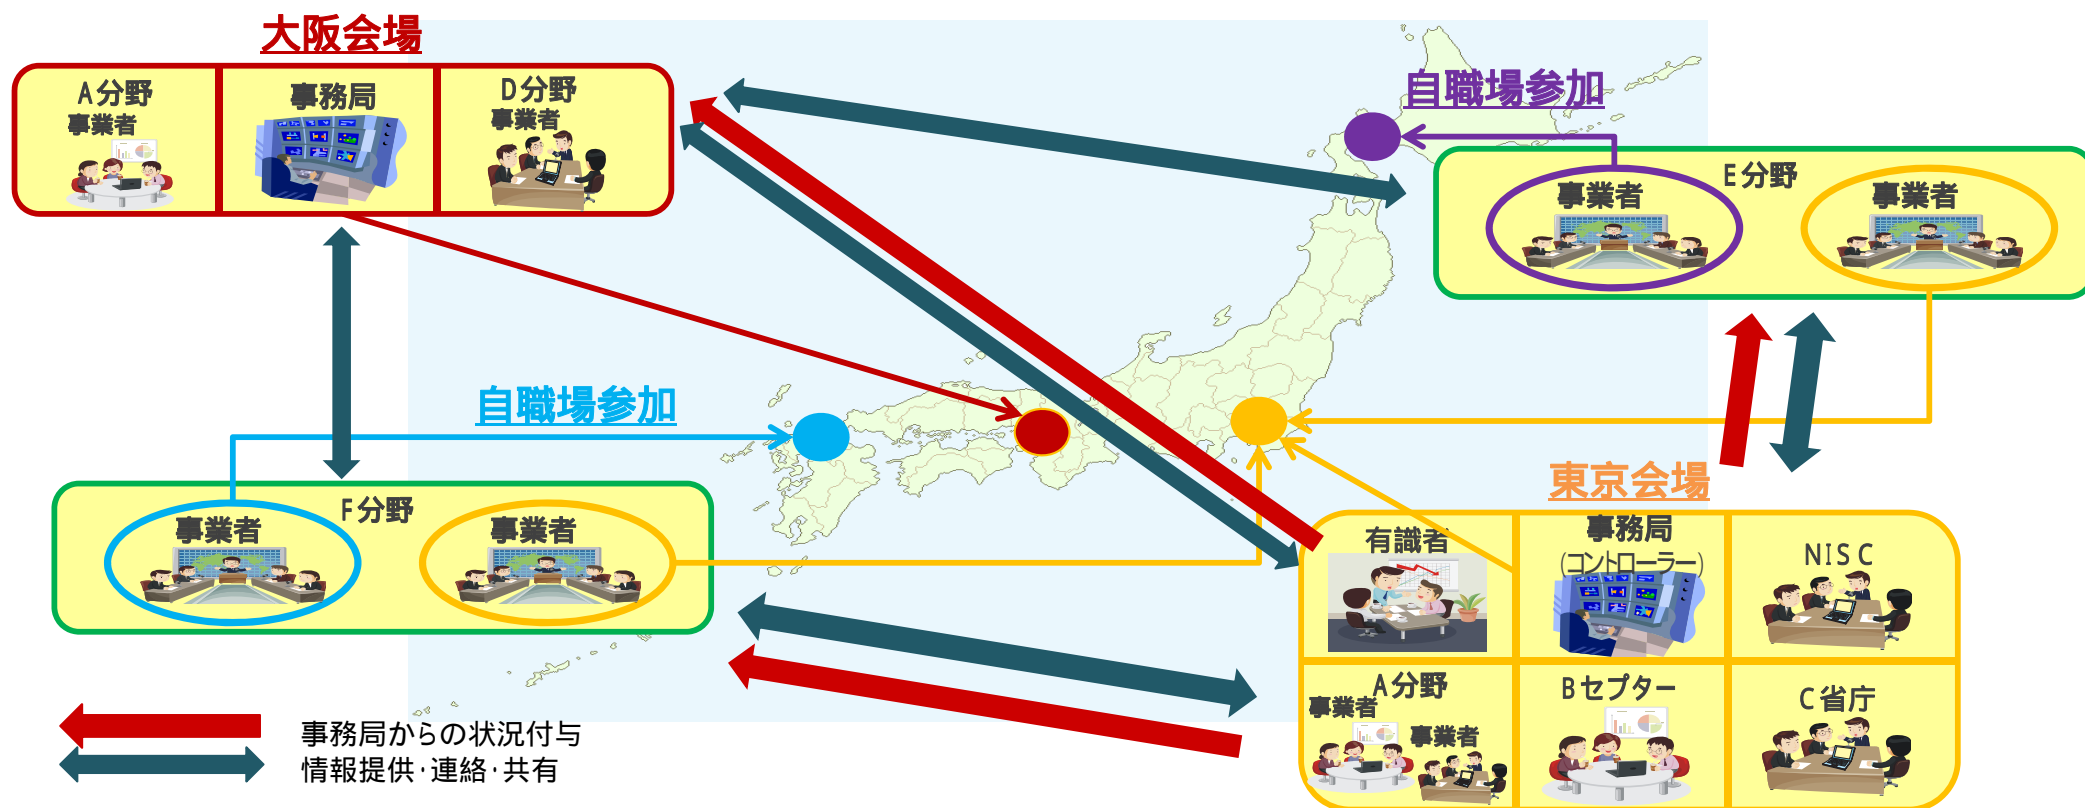 大阪会場
A分野
事業者
事務局
D分野
事業者
自職場参加
E分野
事業者
事業者
自職場参加
F分野
事業者
事業者
東京会場
有識者
事務局
(コントローラー)
NISC
A分野
事業者
事業者
Bセプター
C省庁
事務局からの状況付与
情報提供・連絡・共有